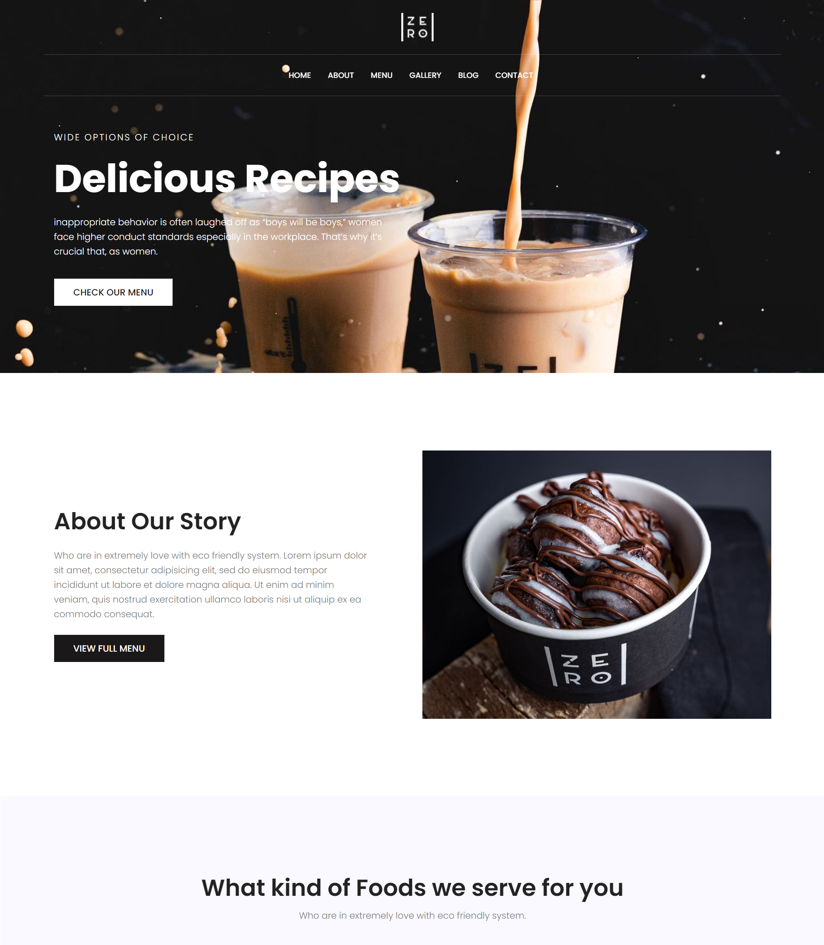 ZE
RO
HOME ABOUT MENU GALLERY BLOG CONTACT
WIDE OPTIONS OF CHOICE
Delicious Recipes
inappropriate behavior is often laughed off as “boys will be boys,” women
face higher conduct standards especially in the workplace. That’s why it’s
crucial that, as women.
CHECK OUR MENU
ZE
About Our Story
Who are in extremely love with eco friendly system. Lorem ipsum dolor
sit amet, consectetur adipisicing elit, sed do eiusmod tempor
incididunt ut labore et dolore magna aliqua. Ut enim ad minim
veniam, quis nostrud exercitation ullamco laboris nisi ut aliquip ex ea
commodo consequat.
VIEW FULL MENU
ZE
RO
What kind of Foods we serve for you
Who are in extremely love with eco friendly system.